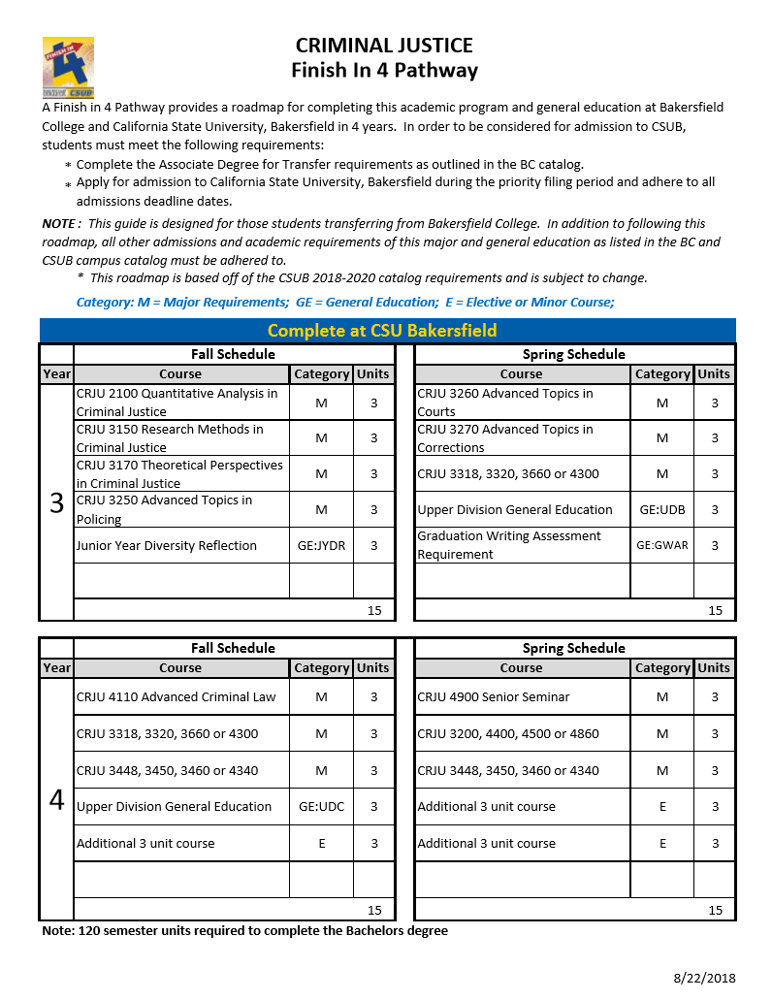 FINISH IN
4
CSUB
CRIMINAL JUSTICE
Finish In 4 Pathway
A Finish in 4 Pathway provides a roadmap for completing this academic program and general education at Bakersfield
College and California State University, Bakersfield in 4 years.  In order to be considered for admission to CSUB,
students must meet the following requirements:
* Complete the Associate Degree for Transfer requirements as outlined in the BC catalog.
* Apply for admission to California State University, Bakersfield during the priority filing period and adhere to all
admissions deadline dates.
NOTE :  This guide is designed for those students transferring from Bakersfield College.  In addition to following this
roadmap, all other admissions and academic requirements of this major and general education as listed in the BC and
CSUB campus catalog must be adhered to.
*  This roadmap is based off of the CSUB 2018-2020 catalog requirements and is subject to change.
Category: M = Major Requirements;  GE = General Education;  E = Elective or Minor Course;
Complete at CSU Bakersfield
Fall Schedule Spring Schedule
Year Course Category Units Course Category Units
3
CRJU 2100 Quantitative Analysis in
Criminal Justice M 3
CRJU 3260 Advanced Topics in
Courts M 3
CRJU 3150 Research Methods in
Criminal Justice M 3
CRJU 3270 Advanced Topics in
Corrections M 3
CRJU 3170 Theoretical Perspectives
in Criminal Justice M 3
CRJU 3318, 3320, 3660 or 4300 M 3
CRJU 3250 Advanced Topics in
Policing M 3
Upper Division General Education GE:UDB 3
Junior Year Diversity Reflection GE:JYDR 3
Graduation Writing Assessment
Requirement GE:GWAR 3
15 15
Fall Schedule Spring Schedule
Year Course Category Units Course Category Units
4
CRJU 4110 Advanced Criminal Law M 3 CRJU 4900 Senior Seminar M 3
CRJU 3318, 3320, 3660 or 4300 M 3 CRJU 3200, 4400, 4500 or 4860 M 3
CRJU 3448, 3450, 3460 or 4340 M 3 CRJU 3448, 3450, 3460 or 4340 M 3
Upper Division General Education GE:UDC 3 Additional 3 unit course E 3
Additional 3 unit course E 3 Additional 3 unit course E 3
15 15
Note: 120 semester units required to complete the Bachelors degree
8/22/2018